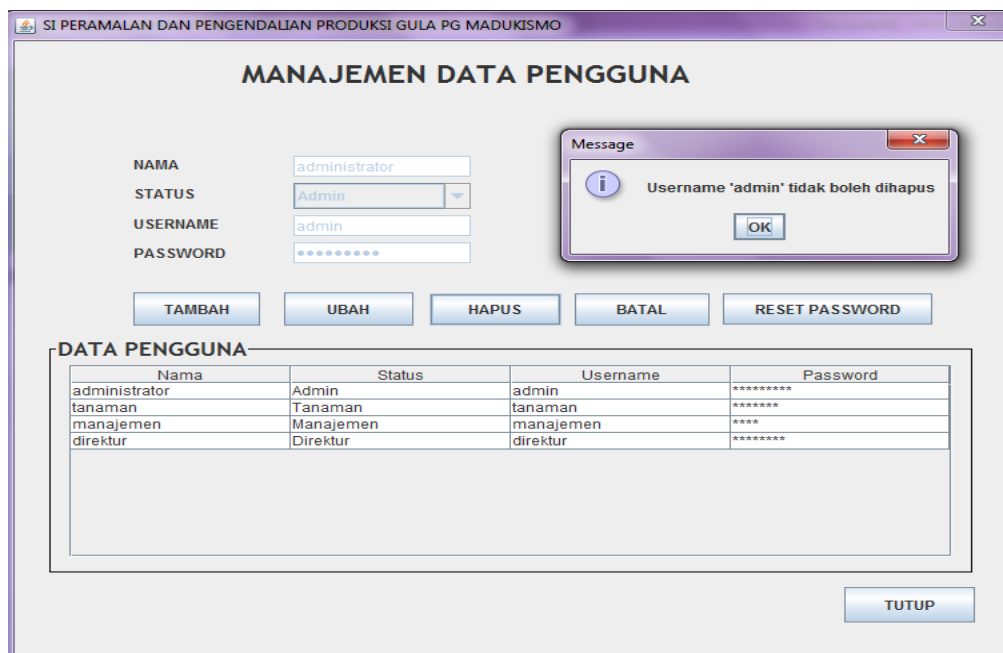 SI PERAMALAN DAN PENGENDALIAN PRODUKSI GULA PG MADUKISMO
MANAJEMEN DATA PENGGUNA
Message
Username 'admin' tidak boleh dihapus
OK
NAMA administrator
STATUS Admin
USERNAME admin
PASSWORD •••••••••
TAMBAH UBAH HAPUS BATAL RESET PASSWORD
DATA PENGGUNA
Nama Status Username Password
administrator Admin admin *********
tanaman Tanaman tanaman *******
manajemen Manajemen manajemen ****
direktur Direktur direktur ********
TUTUP